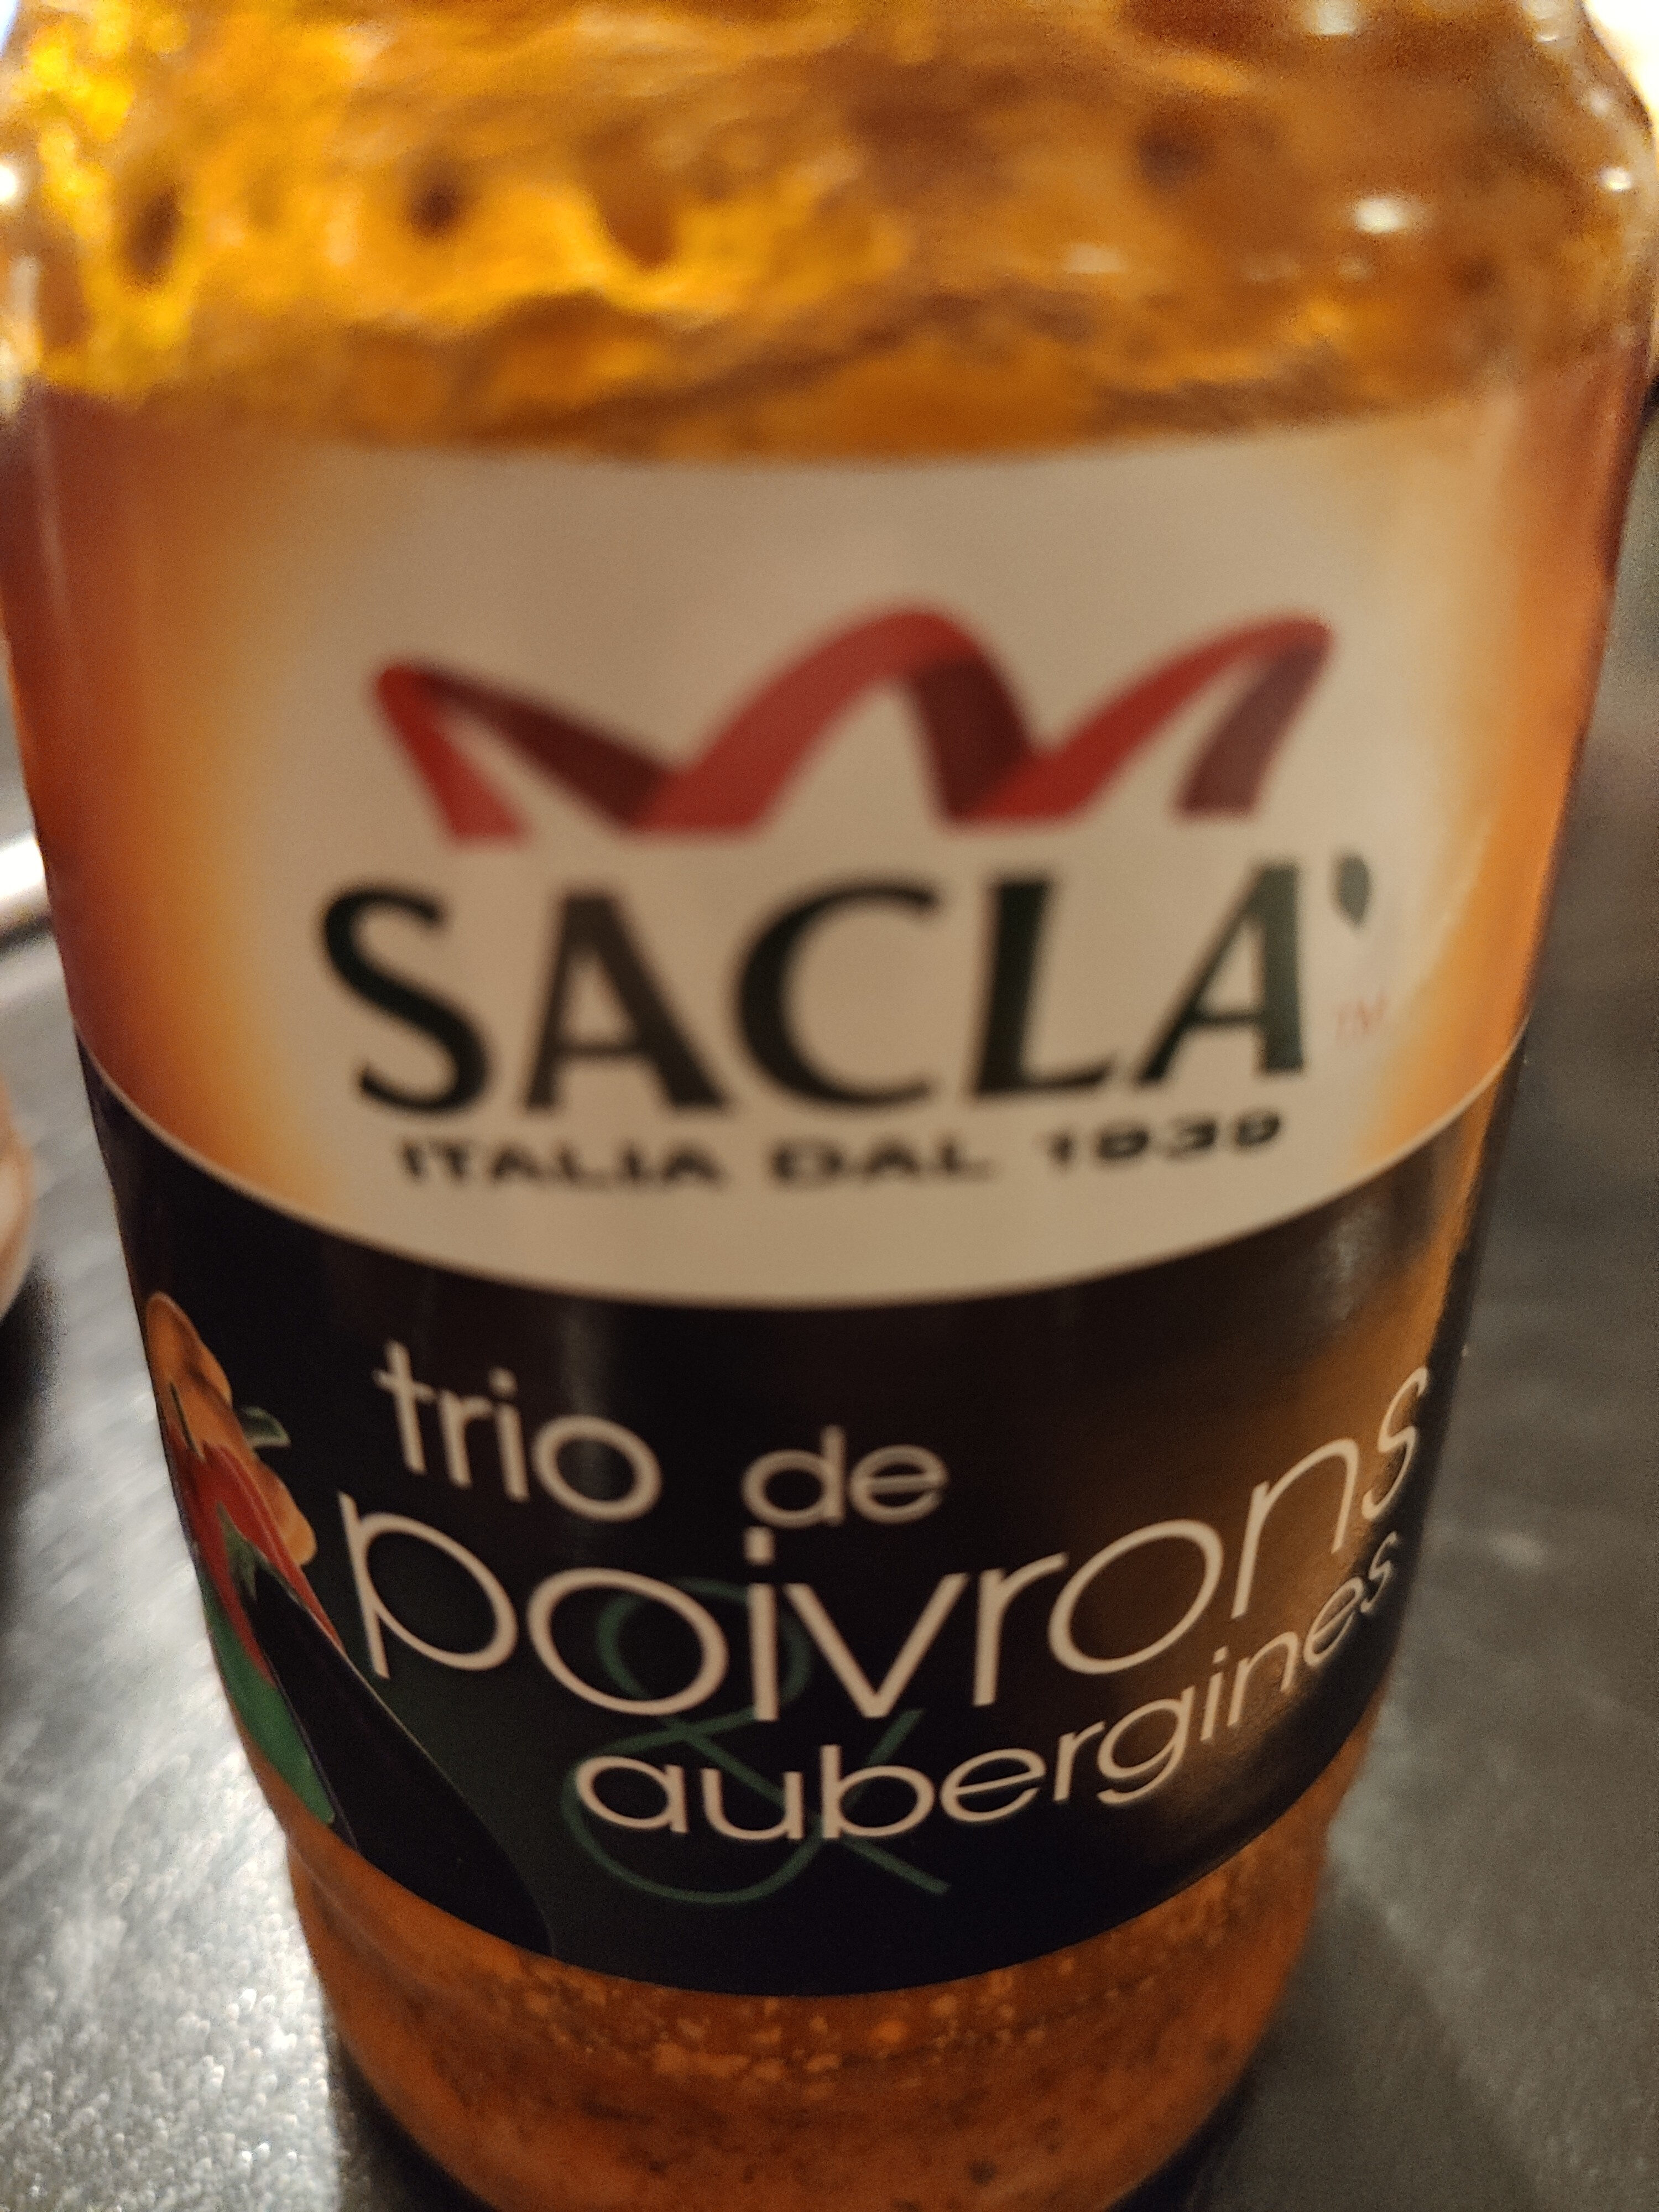 SACLA'
TM
ITALIA DAL 1939
trio de
poivrons
&
aubergines